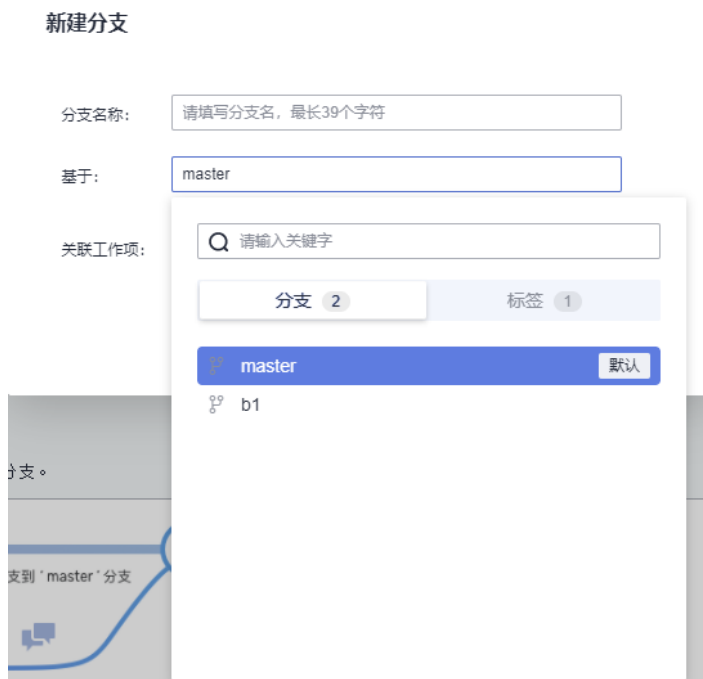 新建分支
分支名称:
请填写分支名，最长39个字符
基于:
master
关联工作项:
请输入关键字
分支 2
标签 1
master
默认
b1
分支。
支到 'master' 分支